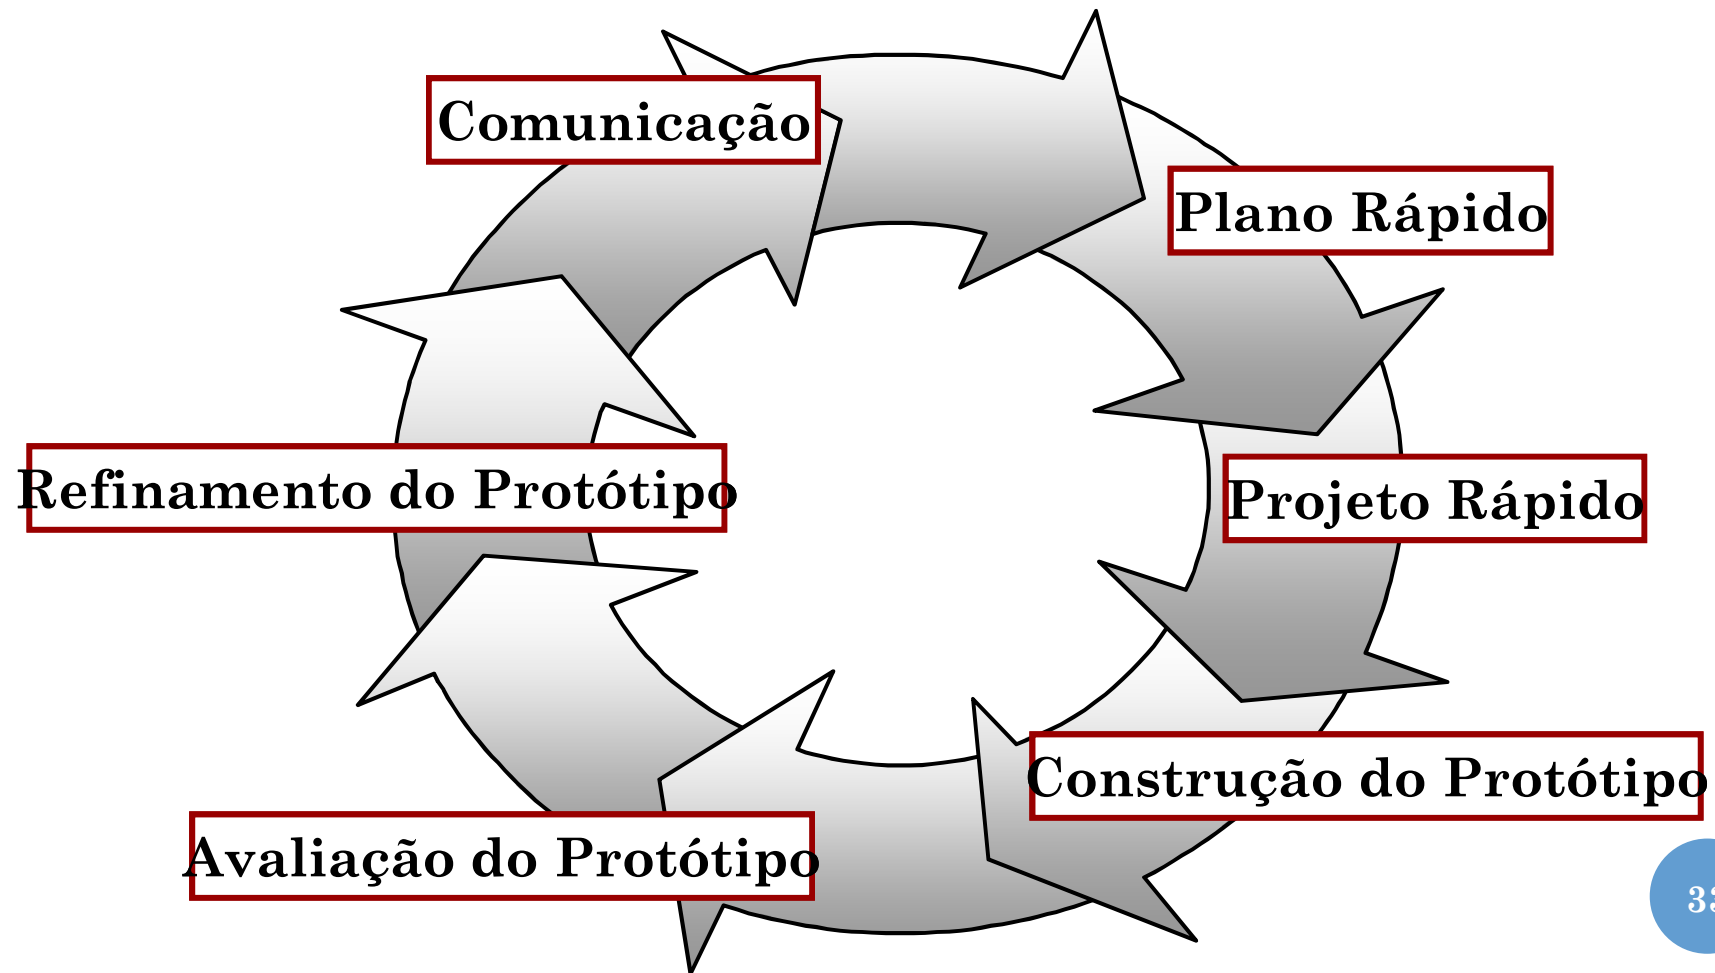 Comunicação
Plano Rápido
Refinamento do Protótipo
Projeto Rápido
Construção do Protótipo
Avaliação do Protótipo